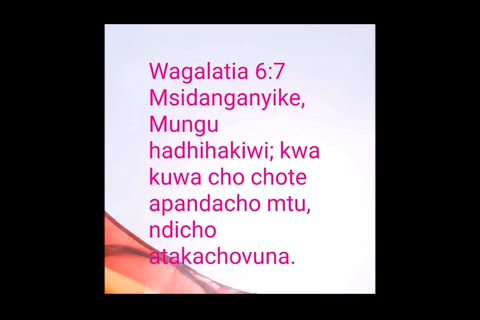 Wagalatia 6:7
Msidanganyike,
Mungu
hadhihakiwi; kwa
kuwa cho chote
apandacho mtu,
ndicho
atakachovuna.